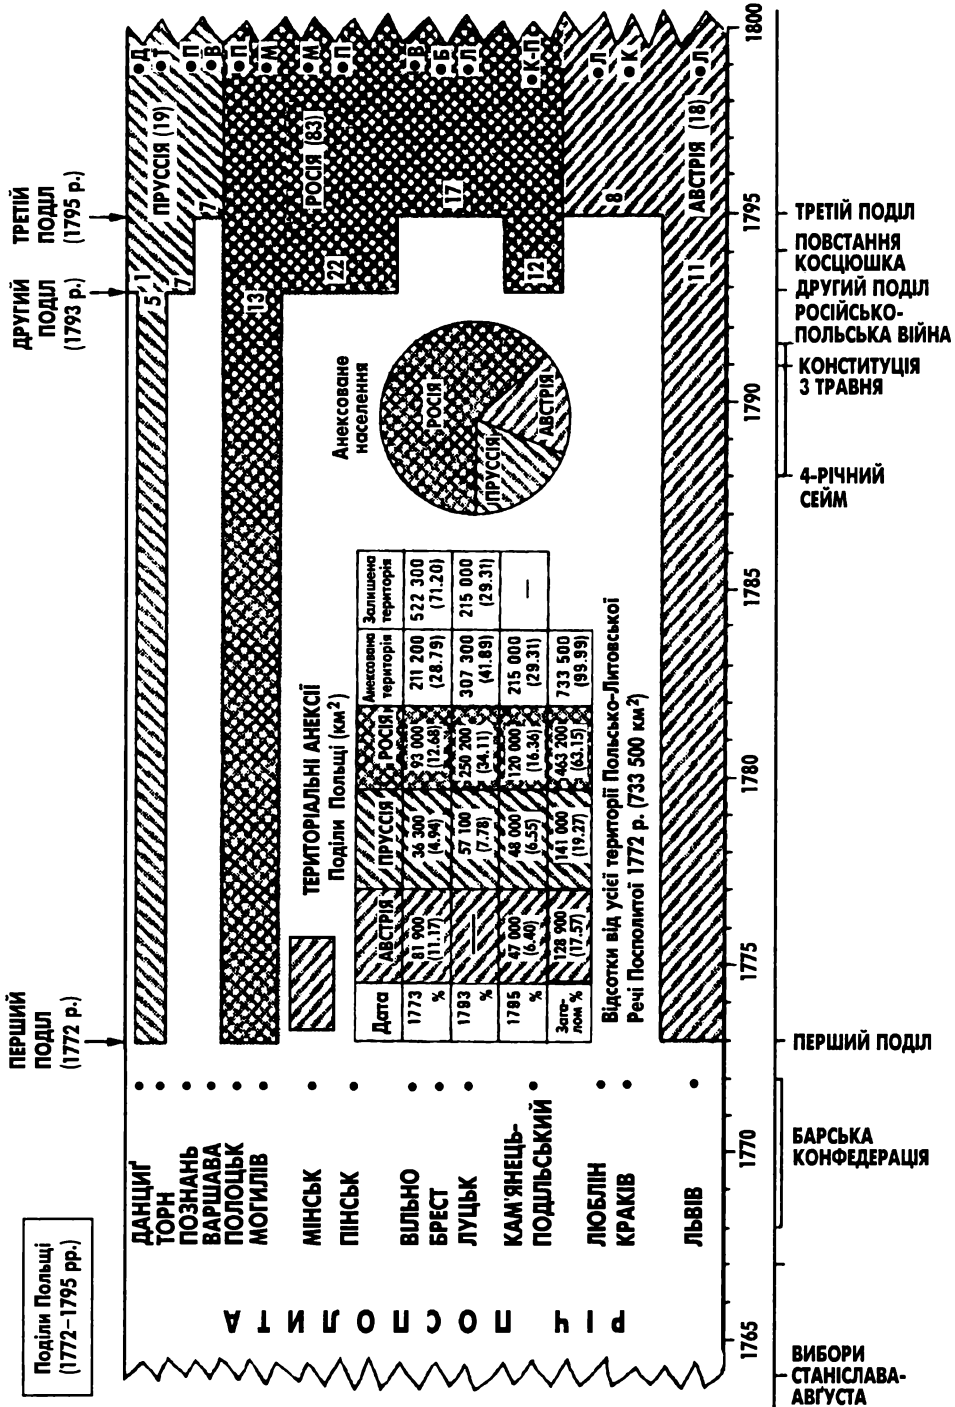 Поділи Польщі
(1772–1795 рр.)
ПЕРШИЙ
ПОДІЛ
(1772 р.)
ДРУГИЙ
ПОДІЛ
(1793 р.)
ТРЕТІЙ
ПОДІЛ
(1795 р.)
РІЧ ПОСПОЛИТА
ДАНЦИҐ
ТОРН
ПОЗНАНЬ
ВАРШАВА
ПОЛОЦЬК
МОГИЛІВ
МІНСЬК
ПІНСЬК
ВІЛЬНО
БРЕСТ
ЛУЦЬК
КАМ'ЯНЕЦЬ-
ПОДІЛЬСЬКИЙ
ЛЮБЛІН
КРАКІВ
ЛЬВІВ
5
1
7
7
ПРУССІЯ (19)
13
22
12
17
РОСІЯ (83)
11
8
АВСТРІЯ (18)
Д
Т
П
В
П
М
М
П
В
Б
Л
К-П
Л
К
Л
ТЕРИТОРІАЛЬНІ АНЕКСІЇ
Поділи Польщі (км²)
Дата АВСТРІЯ ПРУССІЯ РОСІЯ Анексована територія Залишена територія
1773 81 900 36 300 93 000 211 200 522 300
% (11.17) (4.94) (12.68) (28.79) (71.20)
1793 — 57 100 250 200 307 300 215 000
% (7.78) (34.11) (41.89) (29.31)
1785 47 000 48 000 120 000 215 000 —
% (6.40) (6.55) (16.36) (29.31)
Зага- 128 900 141 000 463 200 733 500
лом % (17.57) (19.27) (63.15) (99.99)
Відсотки від усієї території Польсько-Литовської
Речі Посполитої 1772 р. (733 500 км²)
Анексоване
населення
РОСІЯ
ПРУССІЯ
АВСТРІЯ
1765
1770
1775
1780
1785
1790
1795
1800
ВИБОРИ
СТАНІСЛАВА-
АВҐУСТА
БАРСЬКА
КОНФЕДЕРАЦІЯ
ПЕРШИЙ ПОДІЛ
4-РІЧНИЙ
СЕЙМ
КОНСТИТУЦІЯ
3 ТРАВНЯ
РОСІЙСЬКО-
ПОЛЬСЬКА ВІЙНА
ДРУГИЙ ПОДІЛ
ПОВСТАННЯ
КОСЦЮШКА
ТРЕТІЙ ПОДІЛ